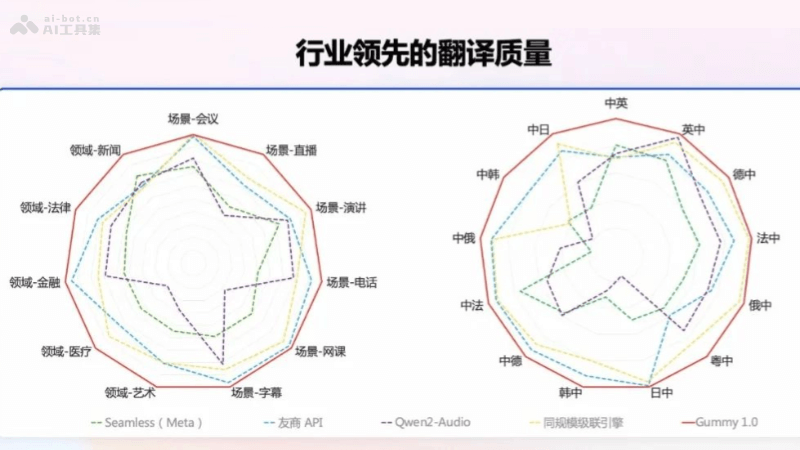 ai-bot.cn
AI工具集
行业领先的翻译质量
场景-会议
场景-直播
场景-演讲
场景-电话
场景-网课
场景-字幕
领域-艺术
领域-医疗
领域-金融
领域-法律
领域-新闻
中英
英中
德中
法中
俄中
粤中
日中
韩中
中德
中法
中俄
中韩
中日
Seamless（Meta）
友商 API
Qwen2-Audio
同规模级联引擎
Gummy 1.0